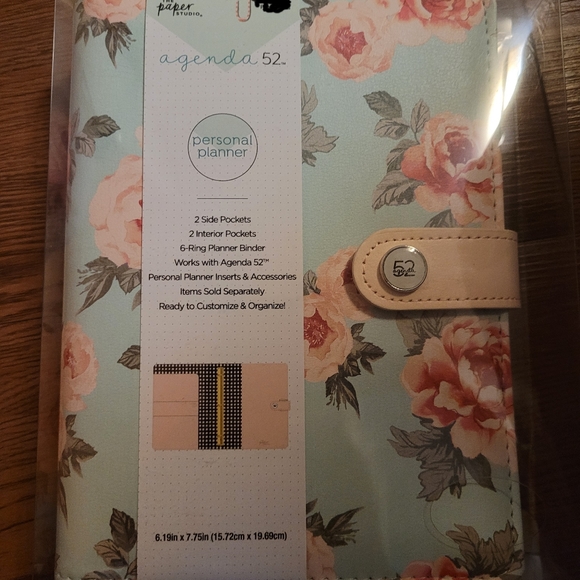 THE
paper
STUDIO®
agenda 52™
personal
planner
2 Side Pockets
2 Interior Pockets
6-Ring Planner Binder
Works with Agenda 52™
Personal Planner Inserts & Accessories
Items Sold Separately
Ready to Customize & Organize!
52
6.19in x 7.75in (15.72cm x 19.69cm)